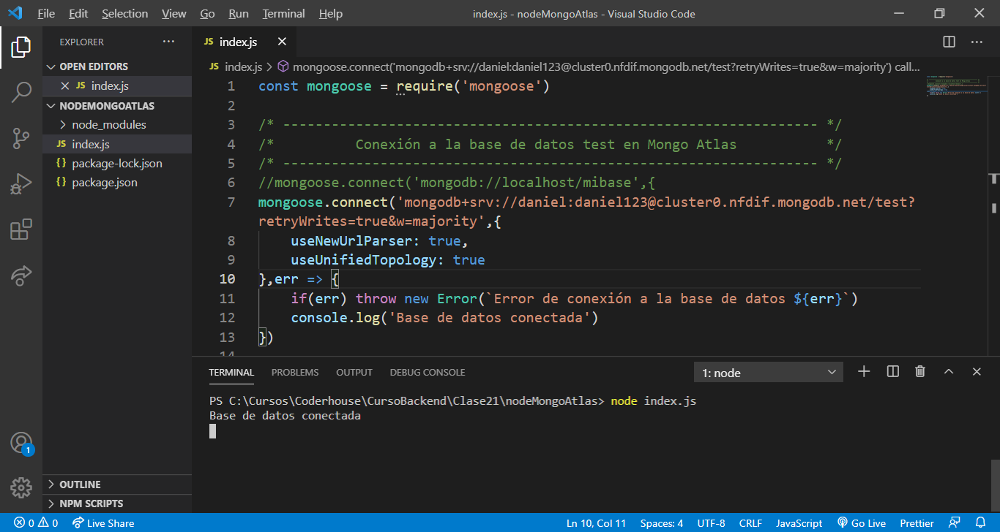 File Edit Selection View Go Run Terminal Help index.js - nodeMongoAtlas - Visual Studio Code
EXPLORER ···
OPEN EDITORS
JS index.js
NODEMONGOATLAS
node_modules
JS index.js
{} package-lock.json
{} package.json
OUTLINE
NPM SCRIPTS
JS index.js
JS index.js > mongoose.connect('mongodb+srv://daniel:daniel123@cluster0.nfdif.mongodb.net/test?retryWrites=true&w=majority') call...
1 const mongoose = require('mongoose')
2
3 /* ------------------------------------------------------------------ */
4 /* Conexión a la base de datos test en Mongo Atlas */
5 /* ------------------------------------------------------------------ */
6 //mongoose.connect('mongodb://localhost/mibase',{
7 mongoose.connect('mongodb+srv://daniel:daniel123@cluster0.nfdif.mongodb.net/test?
retryWrites=true&w=majority',{
8 useNewUrlParser: true,
9 useUnifiedTopology: true
10 },err => {
11 if(err) throw new Error(`Error de conexión a la base de datos ${err}`)
12 console.log('Base de datos conectada')
13 })
14
TERMINAL PROBLEMS OUTPUT DEBUG CONSOLE 1: node
PS C:\Cursos\Coderhouse\CursoBackend\Clase21\nodeMongoAtlas> node index.js
Base de datos conectada
1
0 0 Live Share Ln 10, Col 11 Spaces: 4 UTF-8 CRLF JavaScript Go Live Prettier